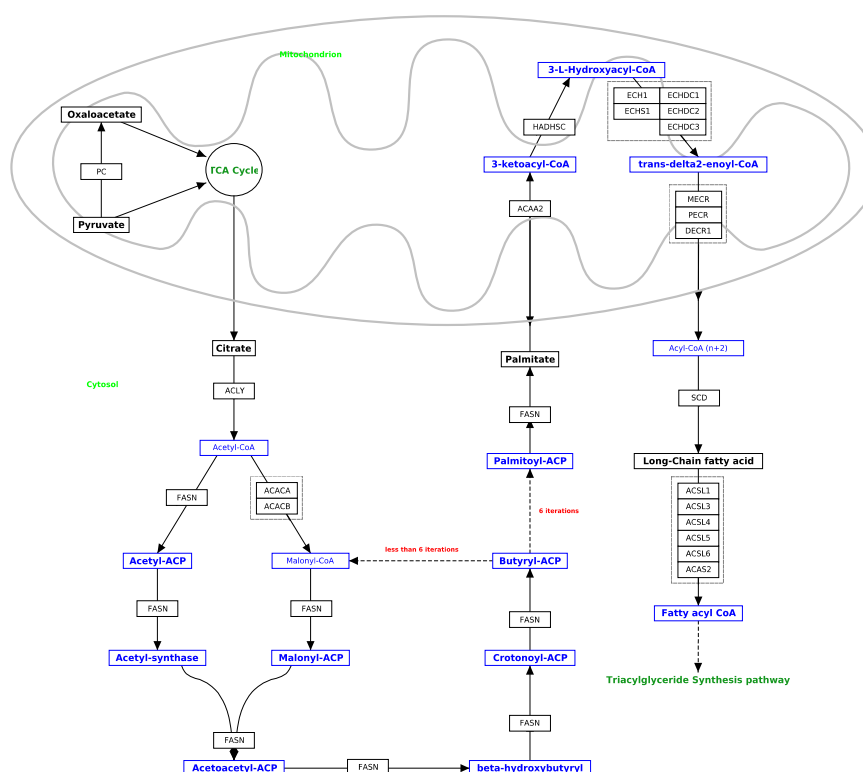 Mitochondrion
3-L-Hydroxyacyl-CoA
ECH1
ECHDC1
ECHS1
ECHDC2
ECHDC3
Oxaloacetate
HADHSC
PC
TCA Cycle
3-ketoacyl-CoA
trans-delta2-enoyl-CoA
Pyruvate
ACAA2
MECR
PECR
DECR1
Citrate
Palmitate
Acyl-CoA (n+2)
Cytosol
ACLY
SCD
FASN
Acetyl-CoA
Palmitoyl-ACP
Long-Chain fatty acid
FASN
ACACA
ACACB
6 iterations
ACSL1
ACSL3
ACSL4
ACSL5
ACSL6
ACAS2
less than 6 iterations
Acetyl-ACP
Malonyl-CoA
Butyryl-ACP
FASN
FASN
FASN
Fatty acyl CoA
Acetyl-synthase
Malonyl-ACP
Crotonoyl-ACP
Triacylglyceride Synthesis pathway
FASN
FASN
Acetoacetyl-ACP
FASN
beta-hydroxybutyryl